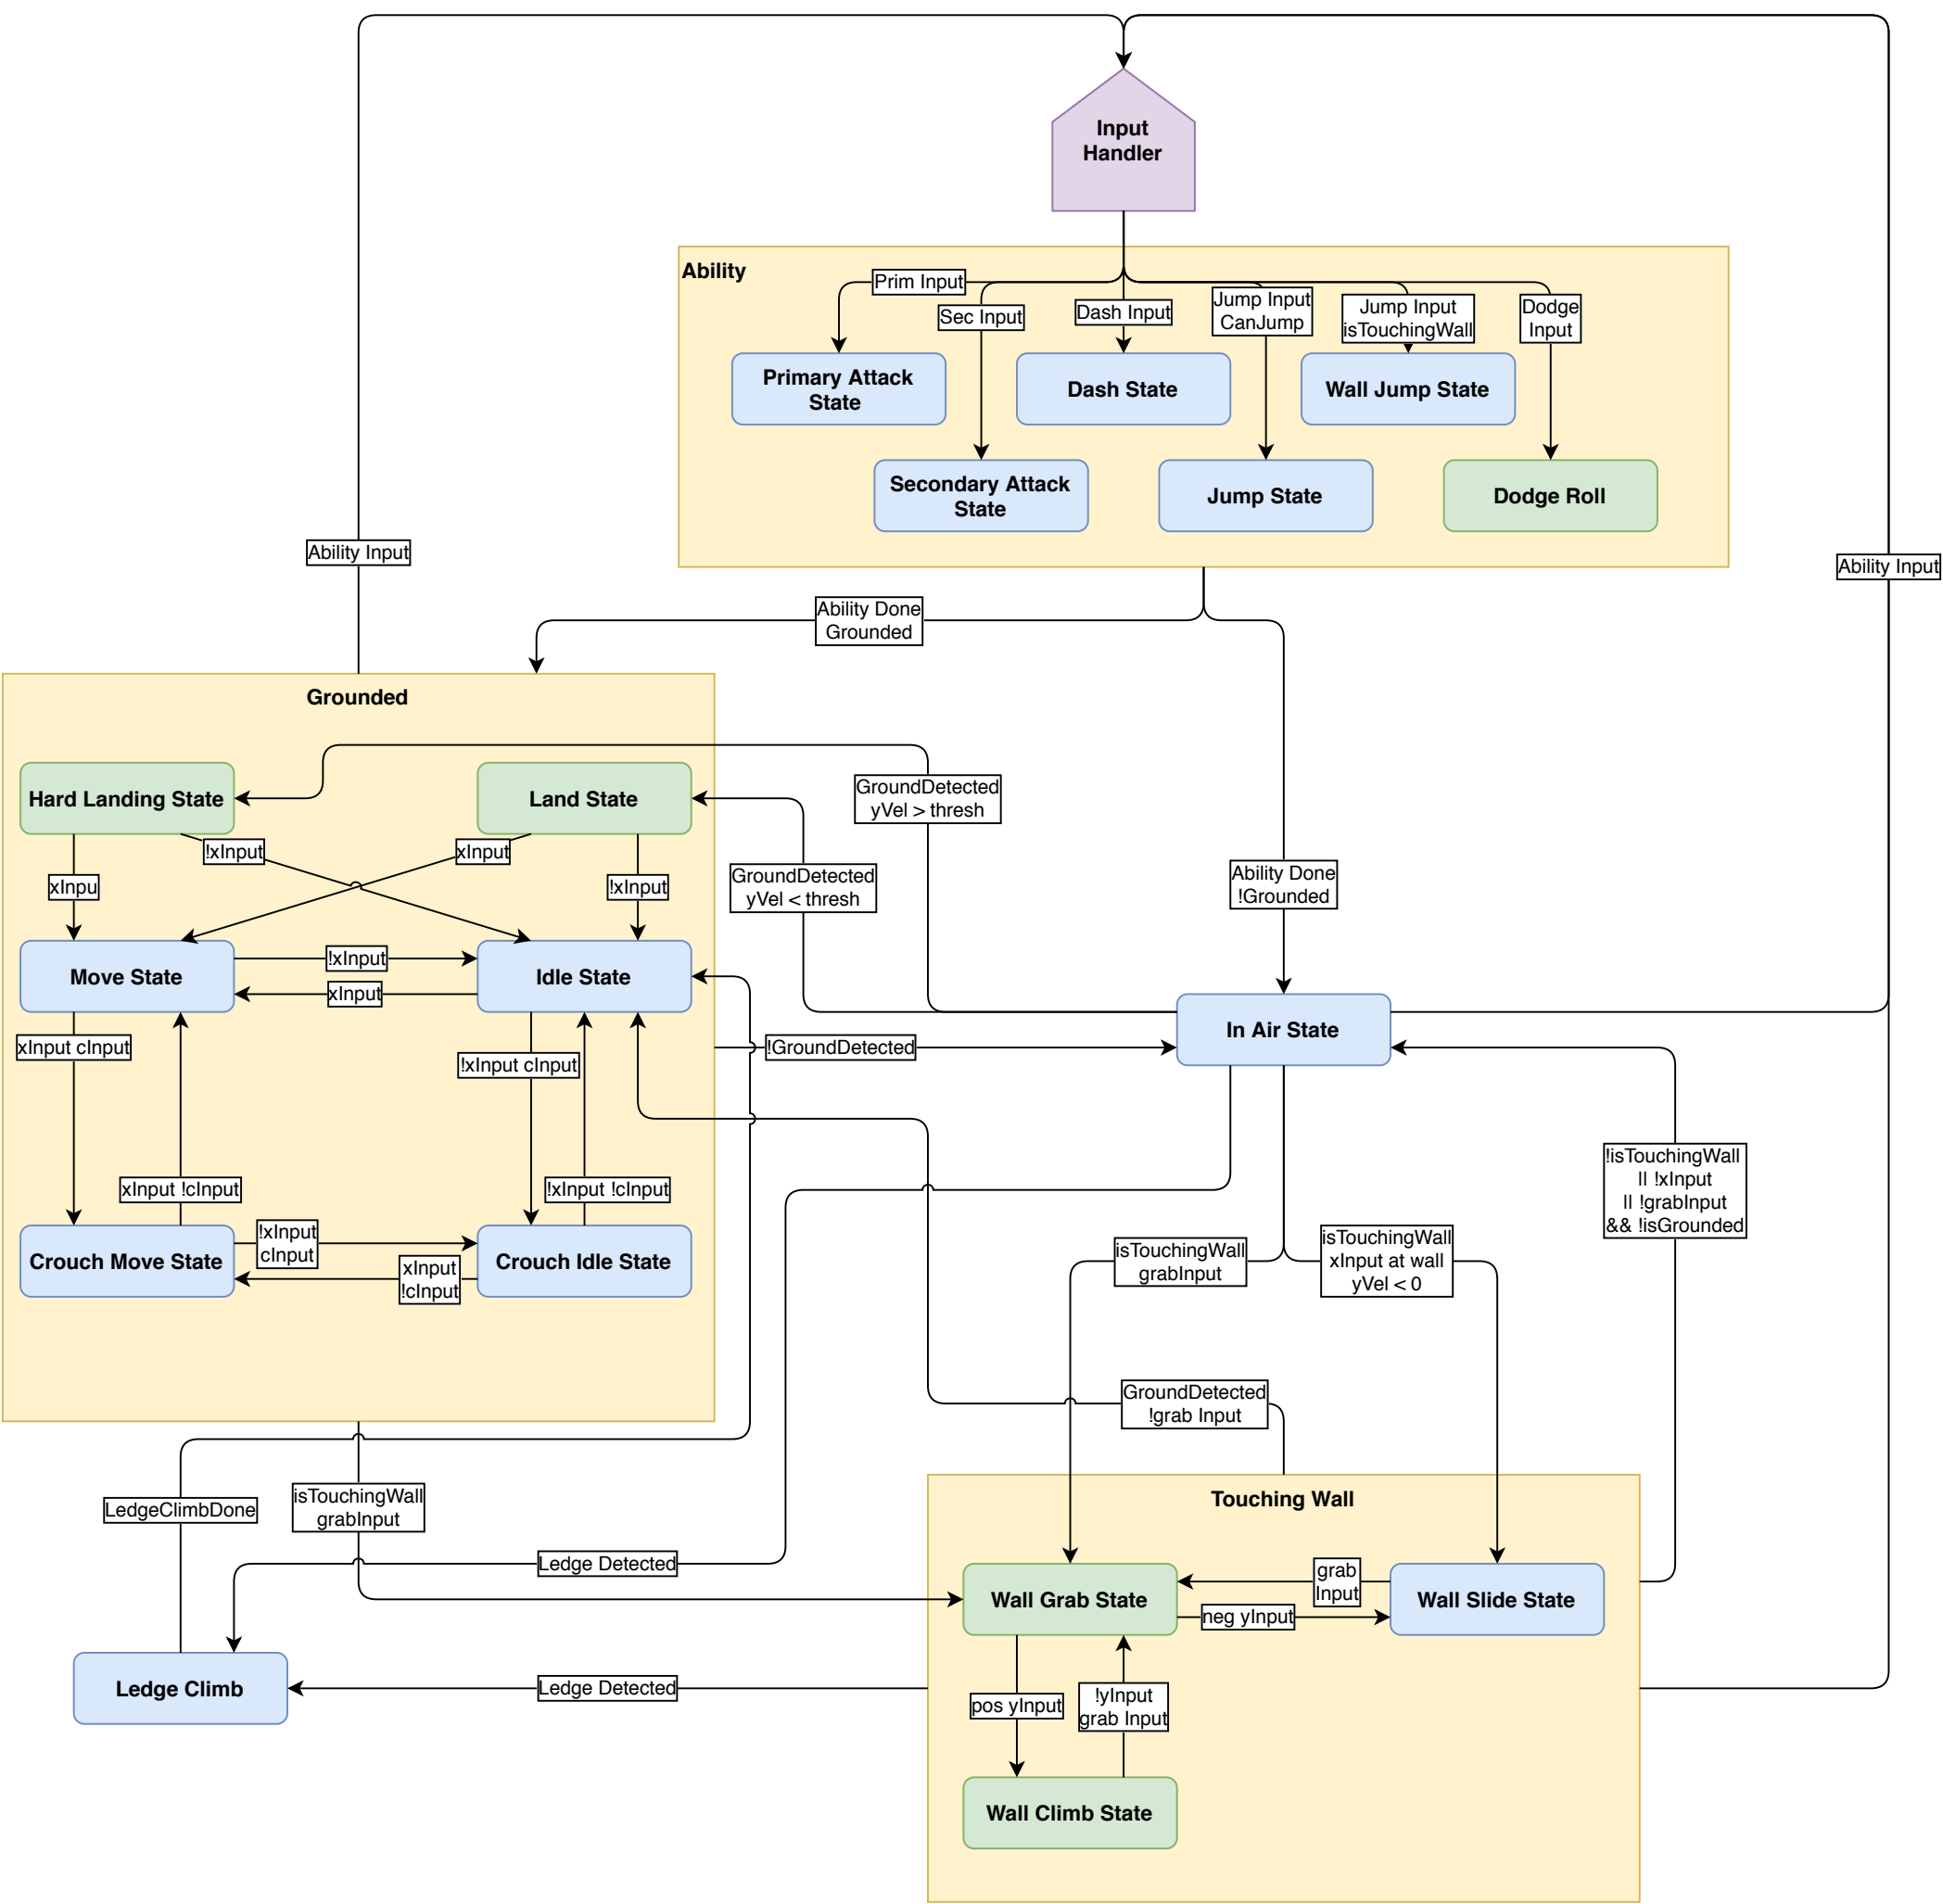 Input
Handler
Ability
Prim Input
Sec Input
Dash Input
Jump Input
CanJump
Jump Input
isTouchingWall
Dodge
Input
Primary Attack
State
Dash State
Wall Jump State
Secondary Attack
State
Jump State
Dodge Roll
Ability Input
Ability Input
Ability Done
Grounded
Grounded
Hard Landing State
Land State
GroundDetected
yVel > thresh
!xInput
xInput
xInpu
!xInput
GroundDetected
yVel < thresh
Ability Done
!Grounded
Move State
!xInput
xInput
Idle State
In Air State
xInput cInput
!xInput cInput
!GroundDetected
xInput !cInput
!xInput !cInput
!isTouchingWall
|| !xInput
|| !grabInput
&& !isGrounded
Crouch Move State
!xInput
cInput
xInput
!cInput
Crouch Idle State
isTouchingWall
grabInput
isTouchingWall
xInput at wall
yVel < 0
GroundDetected
!grab Input
LedgeClimbDone
isTouchingWall
grabInput
Touching Wall
Ledge Detected
Wall Grab State
grab
Input
neg yInput
Wall Slide State
Ledge Climb
Ledge Detected
pos yInput
!yInput
grab Input
Wall Climb State